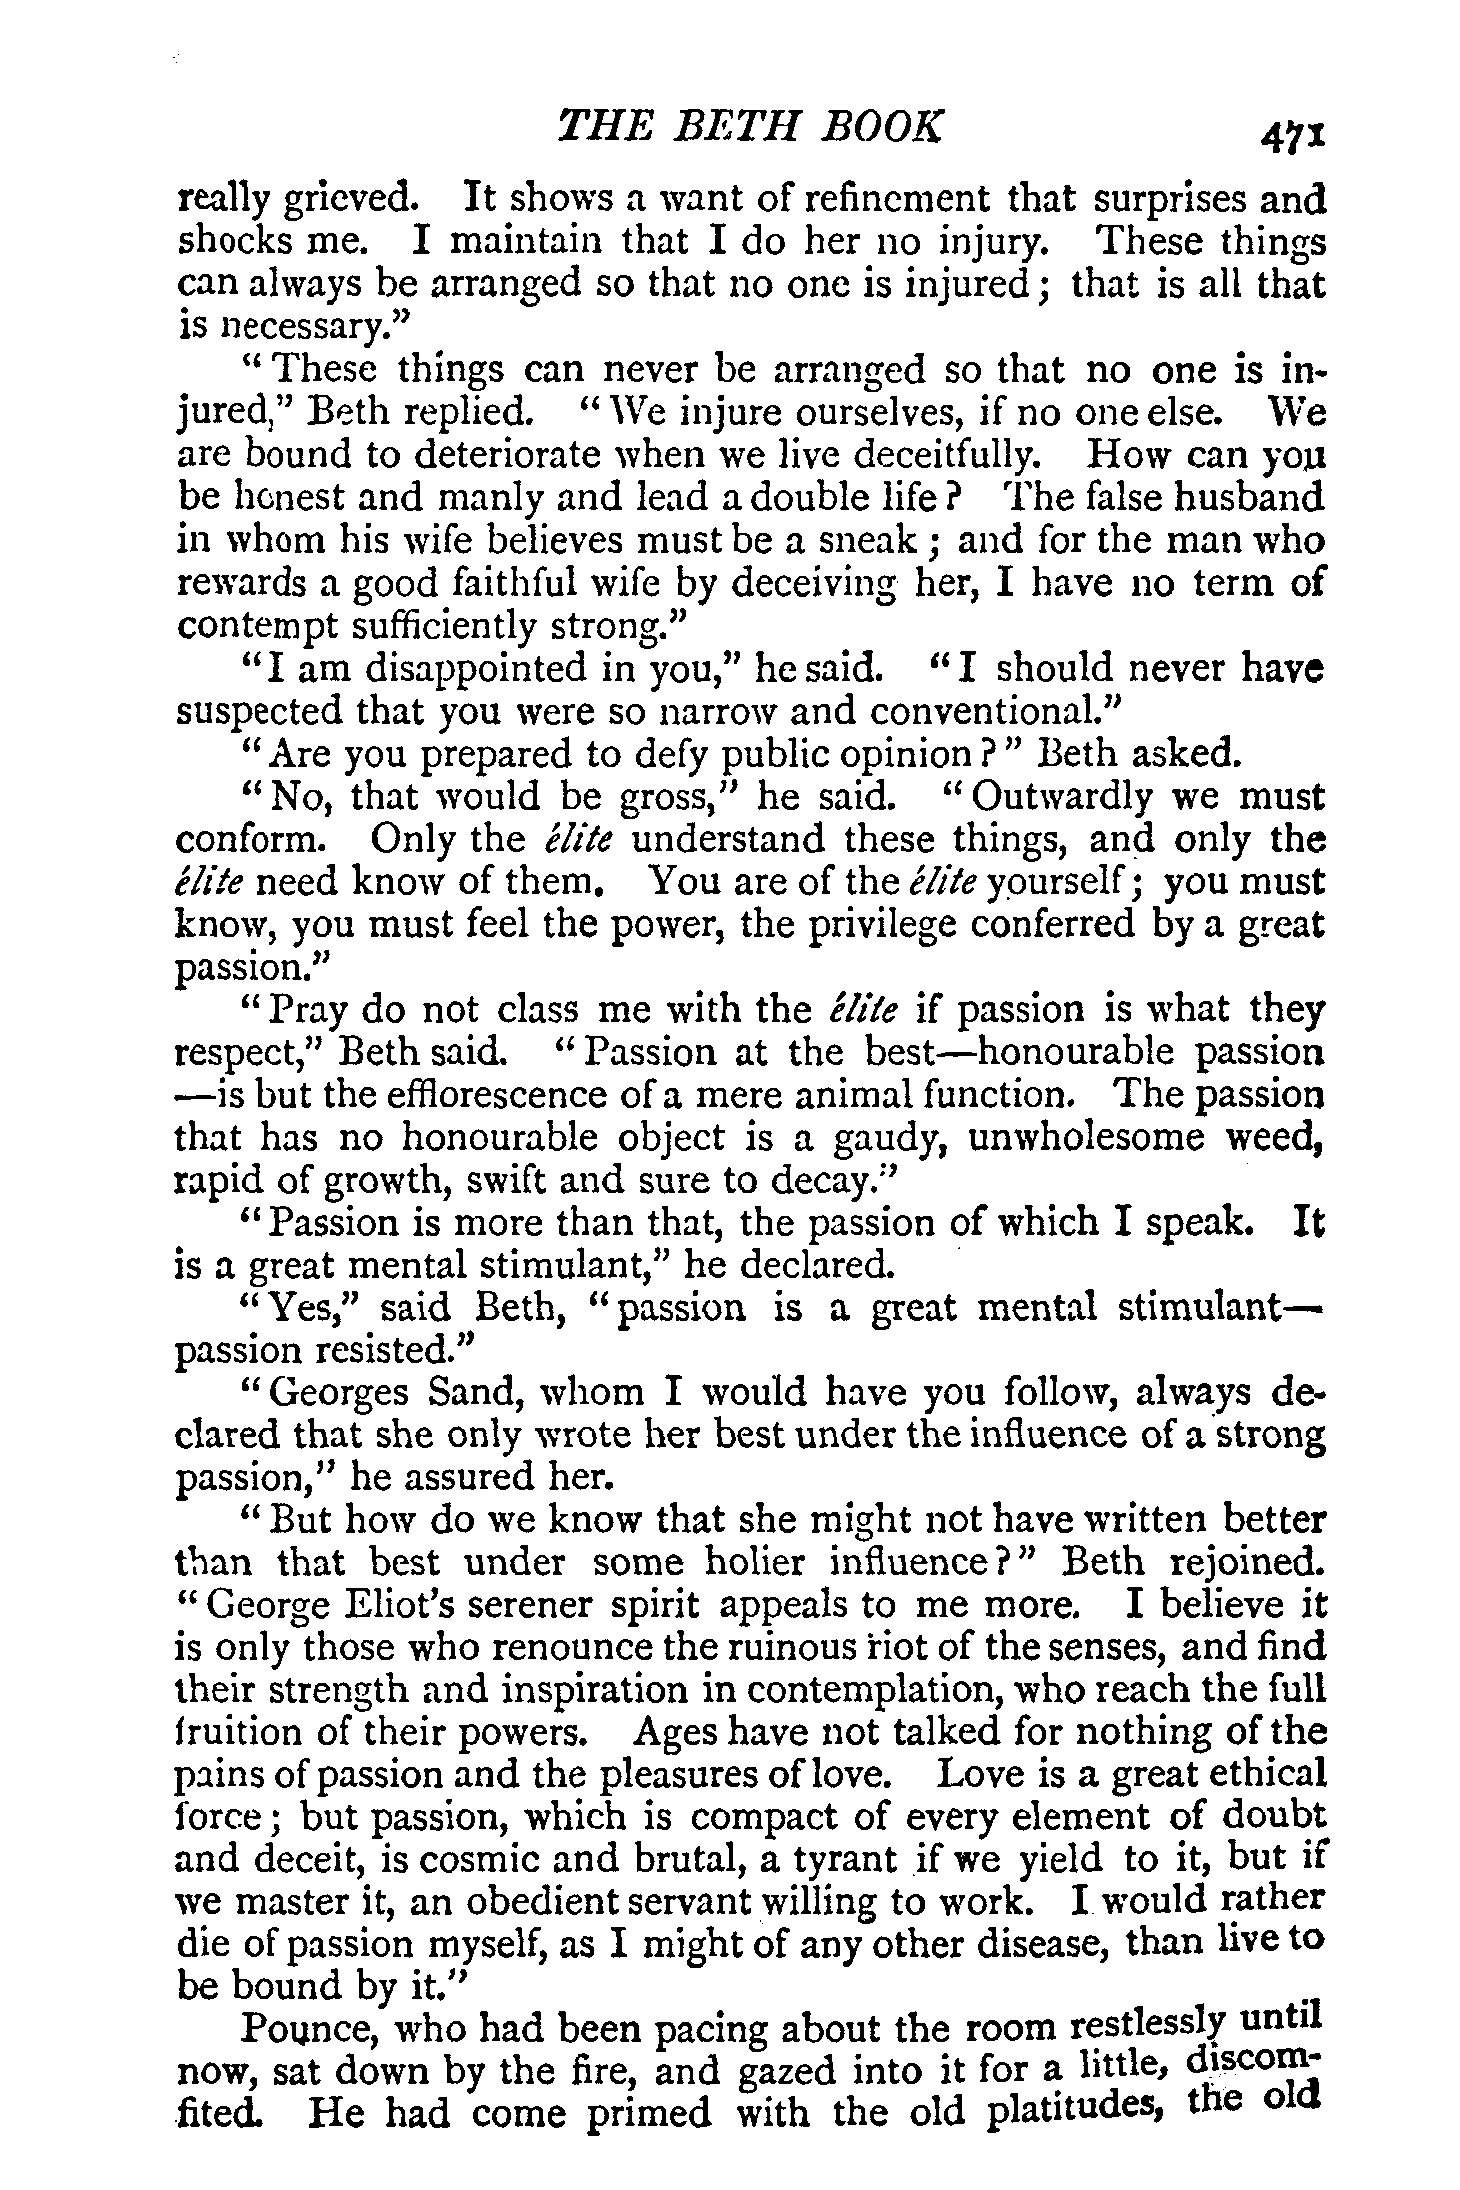 THE BETH BOOK 471
really grieved. It shows a want of refinement that surprises and
shocks me. I maintain that I do her no injury. These things
can always be arranged so that no one is injured; that is all that
is necessary."
"These things can never be arranged so that no one is in-
jured," Beth replied. "We injure ourselves, if no one else. We
are bound to deteriorate when we live deceitfully. How can you
be honest and manly and lead a double life? The false husband
in whom his wife believes must be a sneak; and for the man who
rewards a good faithful wife by deceiving her, I have no term of
contempt sufficiently strong."
"I am disappointed in you," he said. "I should never have
suspected that you were so narrow and conventional."
"Are you prepared to defy public opinion?" Beth asked.
"No, that would be gross," he said. "Outwardly we must
conform. Only the élite understand these things, and only the
élite need know of them. You are of the élite yourself; you must
know, you must feel the power, the privilege conferred by a great
passion."
"Pray do not class me with the élite if passion is what they
respect," Beth said. "Passion at the best—honourable passion
—is but the efflorescence of a mere animal function. The passion
that has no honourable object is a gaudy, unwholesome weed,
rapid of growth, swift and sure to decay."
"Passion is more than that, the passion of which I speak. It
is a great mental stimulant," he declared.
"Yes," said Beth, "passion is a great mental stimulant—
passion resisted."
"Georges Sand, whom I would have you follow, always de-
clared that she only wrote her best under the influence of a strong
passion," he assured her.
"But how do we know that she might not have written better
than that best under some holier influence?" Beth rejoined.
"George Eliot's serener spirit appeals to me more. I believe it
is only those who renounce the ruinous riot of the senses, and find
their strength and inspiration in contemplation, who reach the full
fruition of their powers. Ages have not talked for nothing of the
pains of passion and the pleasures of love. Love is a great ethical
force; but passion, which is compact of every element of doubt
and deceit, is cosmic and brutal, a tyrant if we yield to it, but if
we master it, an obedient servant willing to work. I would rather
die of passion myself, as I might of any other disease, than live to
be bound by it."
Pounce, who had been pacing about the room restlessly until
now, sat down by the fire, and gazed into it for a little, discom-
fited. He had come primed with the old platitudes, the old